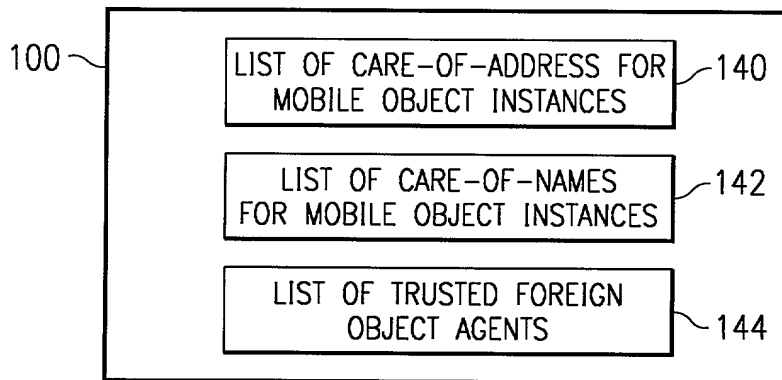 100
LIST OF CARE-OF-ADDRESS FOR
MOBILE OBJECT INSTANCES
140
LIST OF CARE-OF-NAMES
FOR MOBILE OBJECT INSTANCES
142
LIST OF TRUSTED FOREIGN
OBJECT AGENTS
144